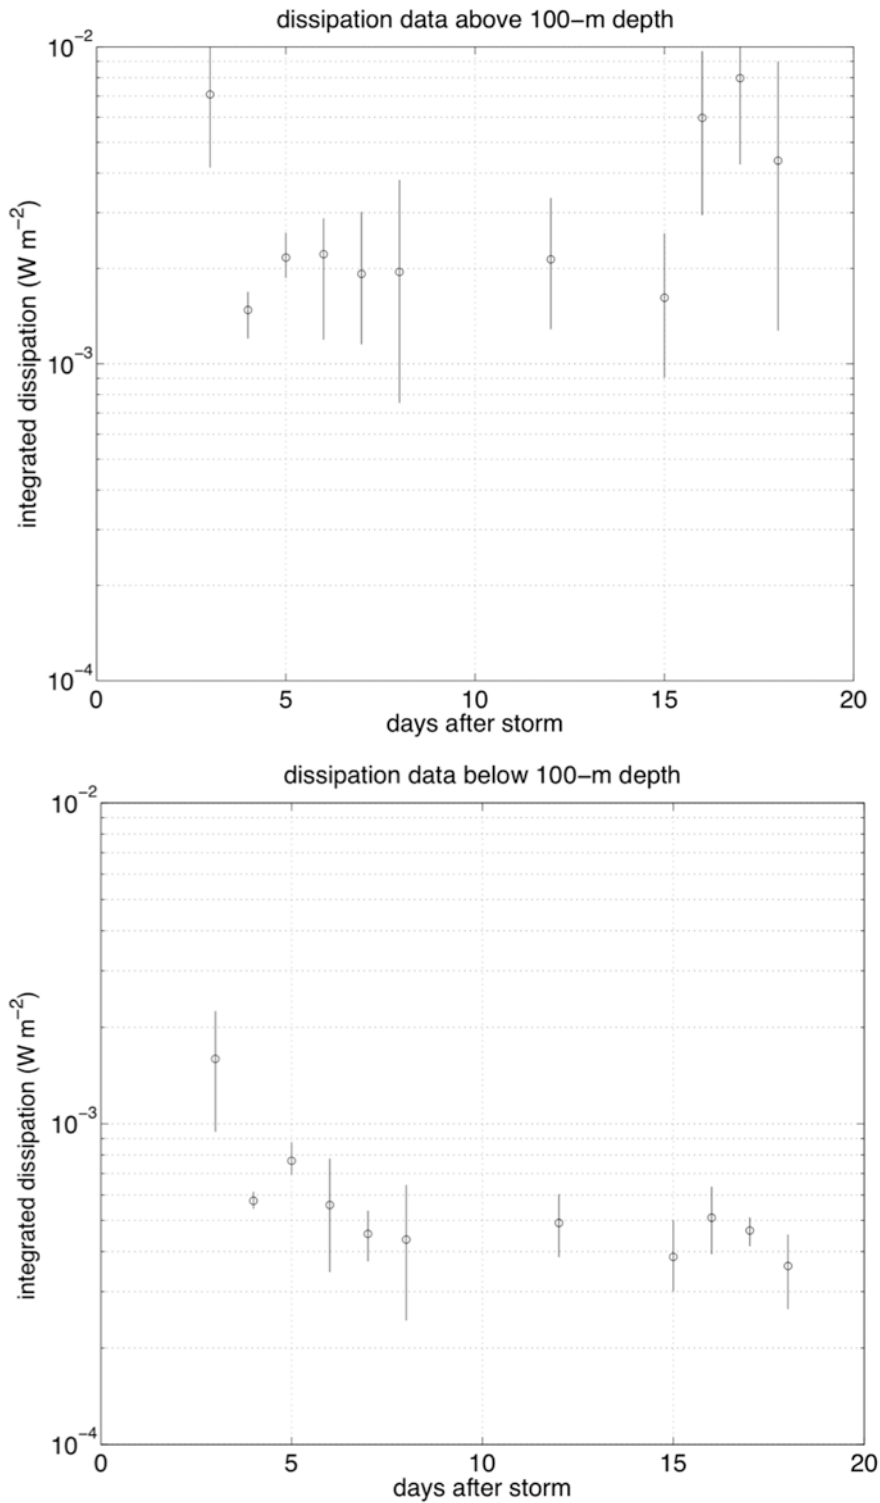 dissipation data above 100−m depth
10−2
10−3
10−4
integrated dissipation (W m−2)
0 5 10 15 20
days after storm
dissipation data below 100−m depth
10−2
10−3
10−4
integrated dissipation (W m−2)
0 5 10 15 20
days after storm